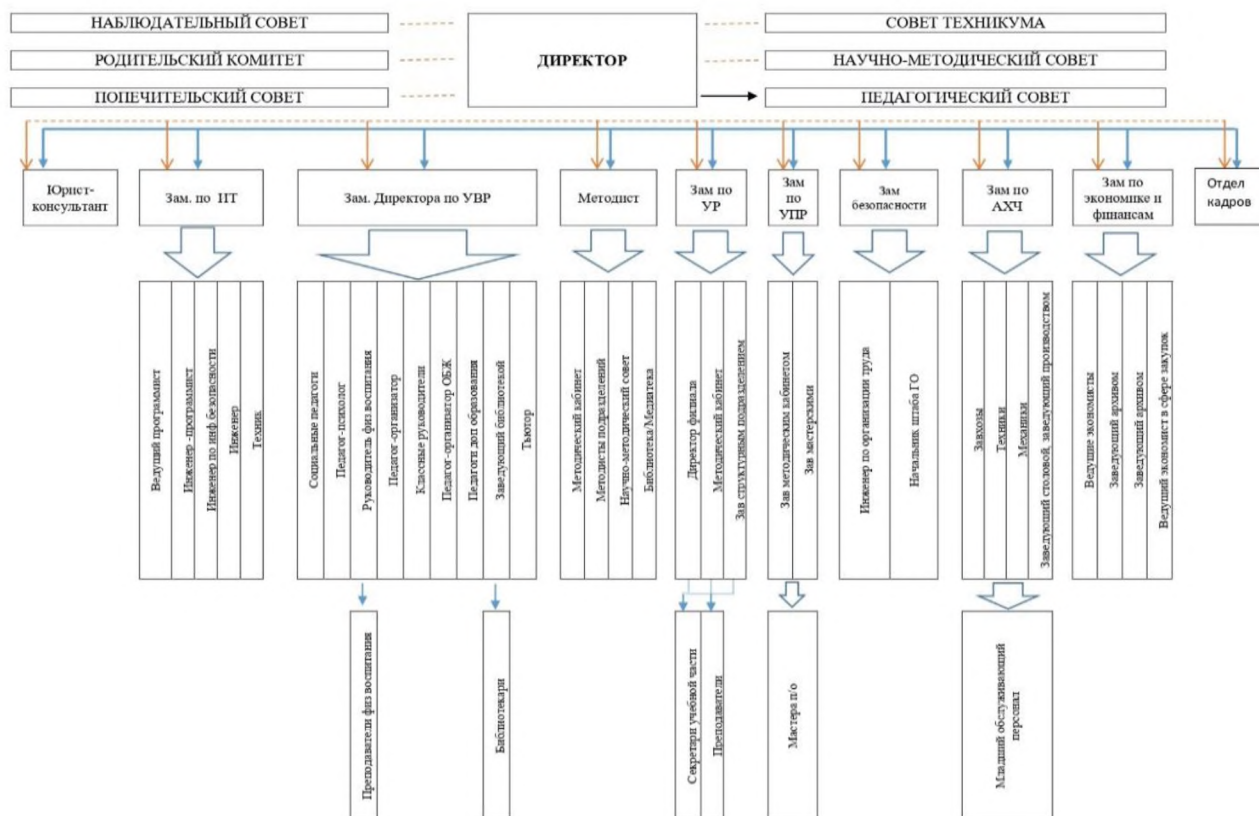 НАБЛЮДАТЕЛЬНЫЙ СОВЕТ
РОДИТЕЛЬСКИЙ КОМИТЕТ
ПОПЕЧИТЕЛЬСКИЙ СОВЕТ
ДИРЕКТОР
СОВЕТ ТЕХНИКУМА
НАУЧНО-МЕТОДИЧЕСКИЙ СОВЕТ
ПЕДАГОГИЧЕСКИЙ СОВЕТ
Юрист-
консультант
Зам. по ИТ
Зам. Директора по УВР
Методист
Зам по
УР
Зам
по
УПР
Зам
безопасности
Зам по
АХЧ
Зам по
экономике и
финансам
Отдел
кадров
Ведущий программист
Инженер -программист
Инженер по инф безопасности
Инженер
Техник
Социальные педагоги
Педагог-психолог
Руководитель физ воспитания
Педагог-организатор
Классные руководители
Педагог-организатор ОБЖ
Педагоги доп образования
Заведующий библиотекой
Тьютор
Методический кабинет
Методисты подразделений
Научно-методический совет
Библиотека/Медиатека
Директор филиала
Методический кабинет
Зав структурным подразделением
Зав методическим кабинетом
Зав мастерскими
Инженер по организации труда
Начальник штаба ГО
Завхозы
Техники
Механики
Заведующий столовой, заведующий производством
Ведущие экономисты
Заведующий архивом
Заведующий архивом
Ведущий экономист в сфере закупок
Преподаватели физ воспитания
Библиотекари
Секретари учебной части
Преподаватели
Мастера п/о
Младший обслуживающий
персонал